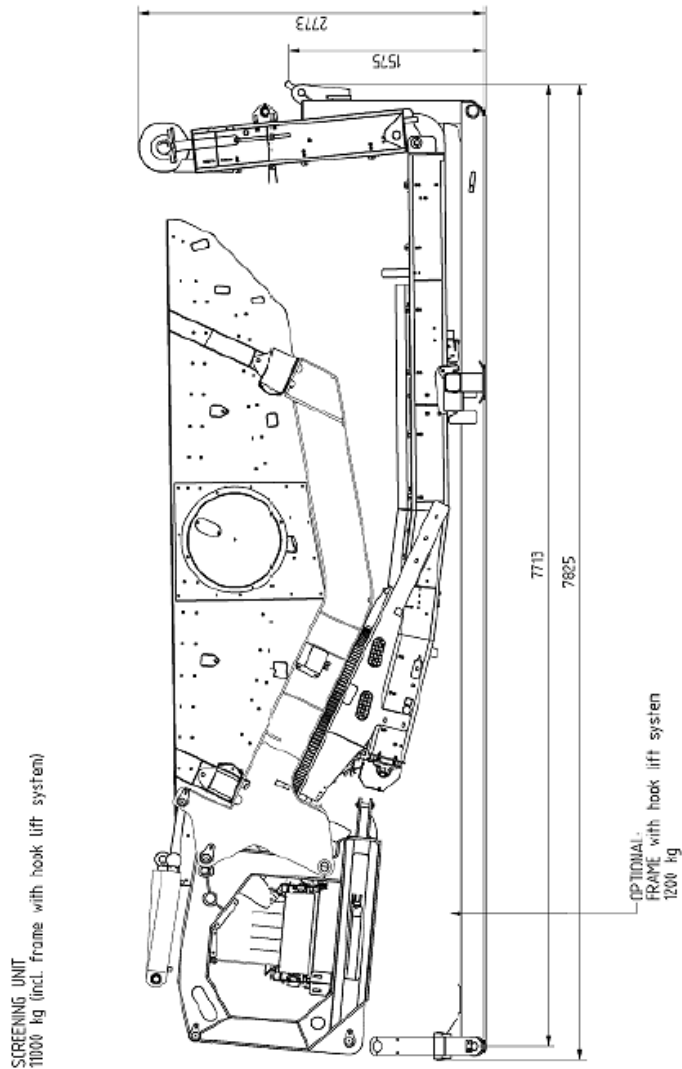 SCREENING UNIT
11000 kg (incl. frame with hook lift system)
2773
1575
7713
7825
OPTIONAL:
FRAME with hook lift system
1200 kg